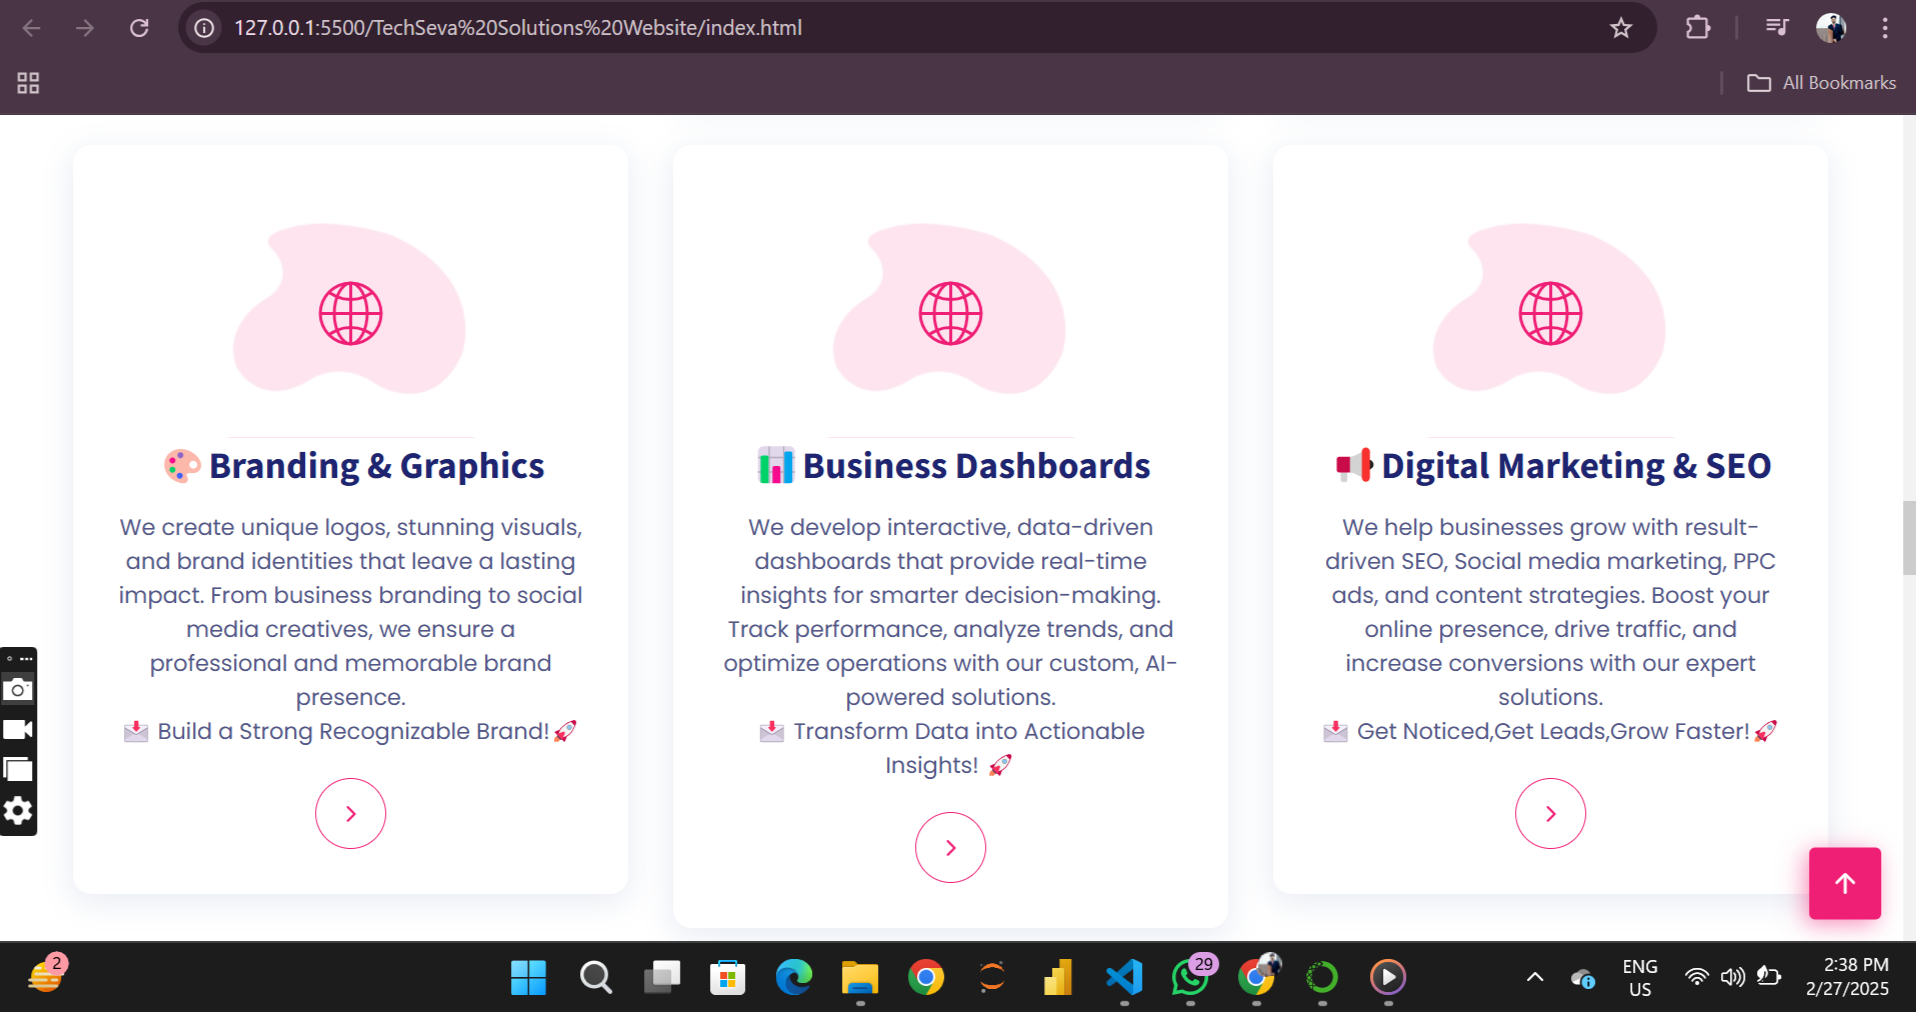 127.0.0.1:5500/TechSeva%20Solutions%20Website/index.html
All Bookmarks
Branding & Graphics
We create unique logos, stunning visuals,
and brand identities that leave a lasting
impact. From business branding to social
media creatives, we ensure a
professional and memorable brand
presence.
Build a Strong Recognizable Brand!
Business Dashboards
We develop interactive, data-driven
dashboards that provide real-time
insights for smarter decision-making.
Track performance, analyze trends, and
optimize operations with our custom, AI-
powered solutions.
Transform Data into Actionable
Insights!
Digital Marketing & SEO
We help businesses grow with result-
driven SEO, Social media marketing, PPC
ads, and content strategies. Boost your
online presence, drive traffic, and
increase conversions with our expert
solutions.
Get Noticed,Get Leads,Grow Faster!
2
29
ENG
US
2:38 PM
2/27/2025